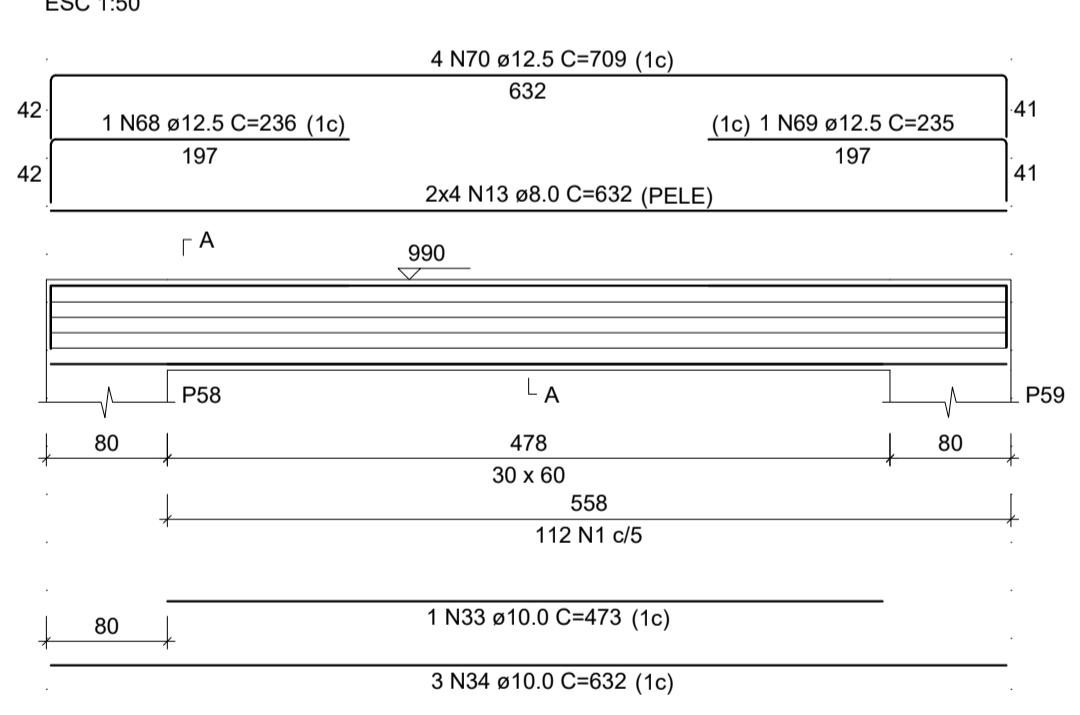 ESC 1:50
4 N70 ø12.5 C=709 (1c)
632
42
41
1 N68 ø12.5 C=236 (1c)
(1c) 1 N69 ø12.5 C=235
197
197
42
41
2x4 N13 ø8.0 C=632 (PELE)
A
990
P58
A
P59
80
478
80
30 x 60
558
112 N1 c/5
1 N33 ø10.0 C=473 (1c)
80
3 N34 ø10.0 C=632 (1c)